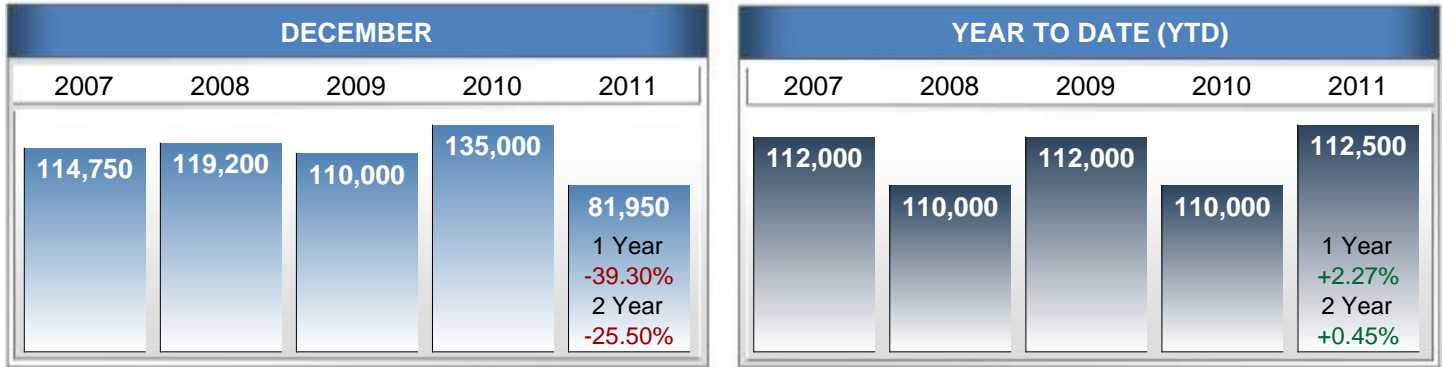 DECEMBER
2007 2008 2009 2010 2011
114,750 119,200 110,000 135,000 81,950
1 Year
-39.30%
2 Year
-25.50%
YEAR TO DATE (YTD)
2007 2008 2009 2010 2011
112,000 110,000 112,000 110,000 112,500
1 Year
+2.27%
2 Year
+0.45%